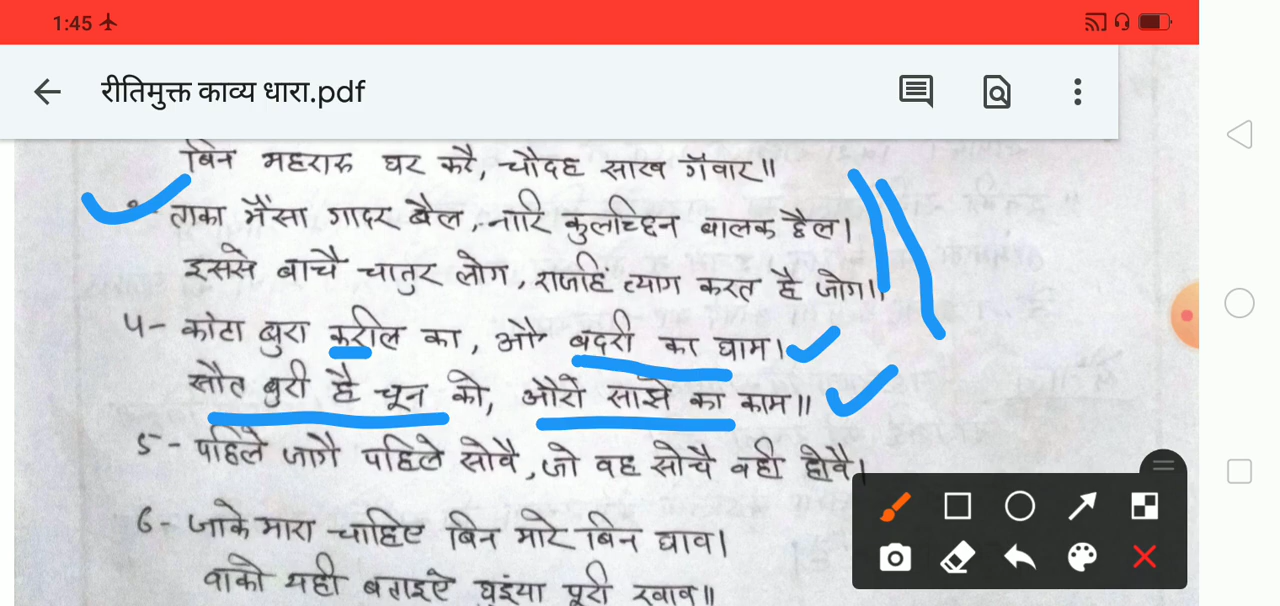 1:45
रीतिमुक्त काव्य धारा.pdf
बिन महरारु घर करै, चौदह साख गॅवार॥
ताका भैंसा गादर बैल, नारि कुलच्छिन बालक छैल।
इससे बाचै चातुर लोग, राजहि त्याग करत है जोग॥
4- काँटा बुरा करील का, औ बदरी का घाम।
सौत बुरी है चून की, औरो साझे का काम॥
5- पहिले जागै पहिले सोवै, जो वह सोचै वही होवै।
6- जाके मारा चाहिए बिन मारे बिन घाव।
वाको यही बताइऐ घुइंया पूरी खाव॥